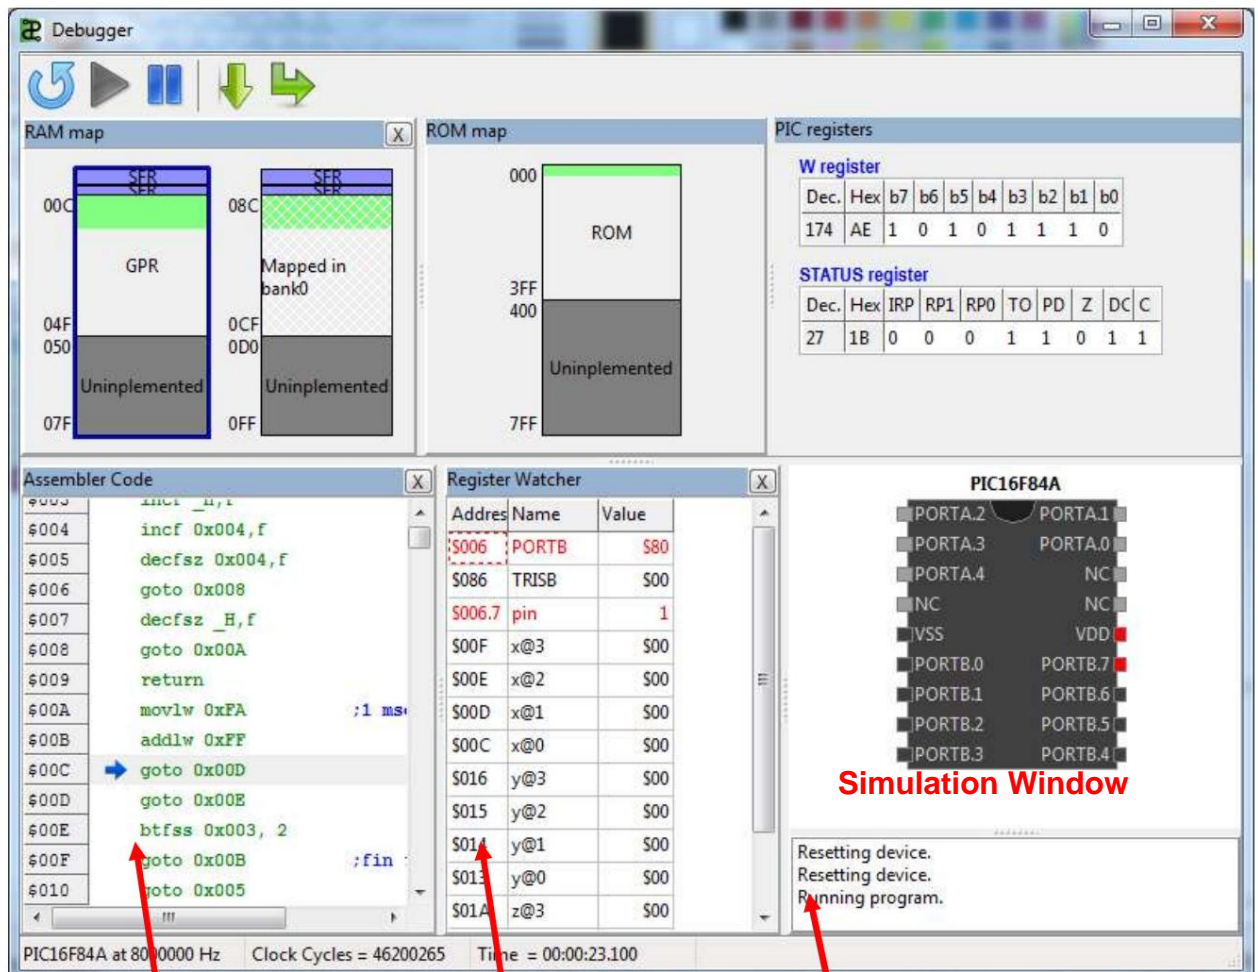 Debugger
RAM map
X
SFR
SFR
00C
GPR
04F
050
Uninplemented
07F
SFR
SFR
08C
Mapped in
bank0
0CF
0D0
Uninplemented
0FF
ROM map
000
ROM
3FF
400
Uninplemented
7FF
PIC registers
W register
Dec. Hex b7 b6 b5 b4 b3 b2 b1 b0
174 AE 1 0 1 0 1 1 1 0
STATUS register
Dec. Hex IRP RP1 RP0 TO PD Z DC C
27 1B 0 0 0 1 1 0 1 1
Assembler Code
X
$003 incf _H,f
$004 incf 0x004,f
$005 decfsz 0x004,f
$006 goto 0x008
$007 decfsz _H,f
$008 goto 0x00A
$009 return
$00A movlw 0xFA ;1 mse
$00B addlw 0xFF
$00C goto 0x00D
$00D goto 0x00E
$00E btfss 0x003, 2
$00F goto 0x00B ;fin
$010 goto 0x005
Register Watcher
X
Addres Name Value
$006 PORTB $80
$086 TRISB $00
$006.7 pin 1
$00F x@3 $00
$00E x@2 $00
$00D x@1 $00
$00C x@0 $00
$016 y@3 $00
$015 y@2 $00
$014 y@1 $00
$013 y@0 $00
$01A z@3 $00
PIC16F84A
PORTA.2 PORTA.1
PORTA.3 PORTA.0
PORTA.4 NC
NC NC
VSS VDD
PORTB.0 PORTB.7
PORTB.1 PORTB.6
PORTB.2 PORTB.5
PORTB.3 PORTB.4
Simulation Window
Resetting device.
Resetting device.
Running program.
PIC16F84A at 8000000 Hz Clock Cycles = 46200265 Time = 00:00:23.100